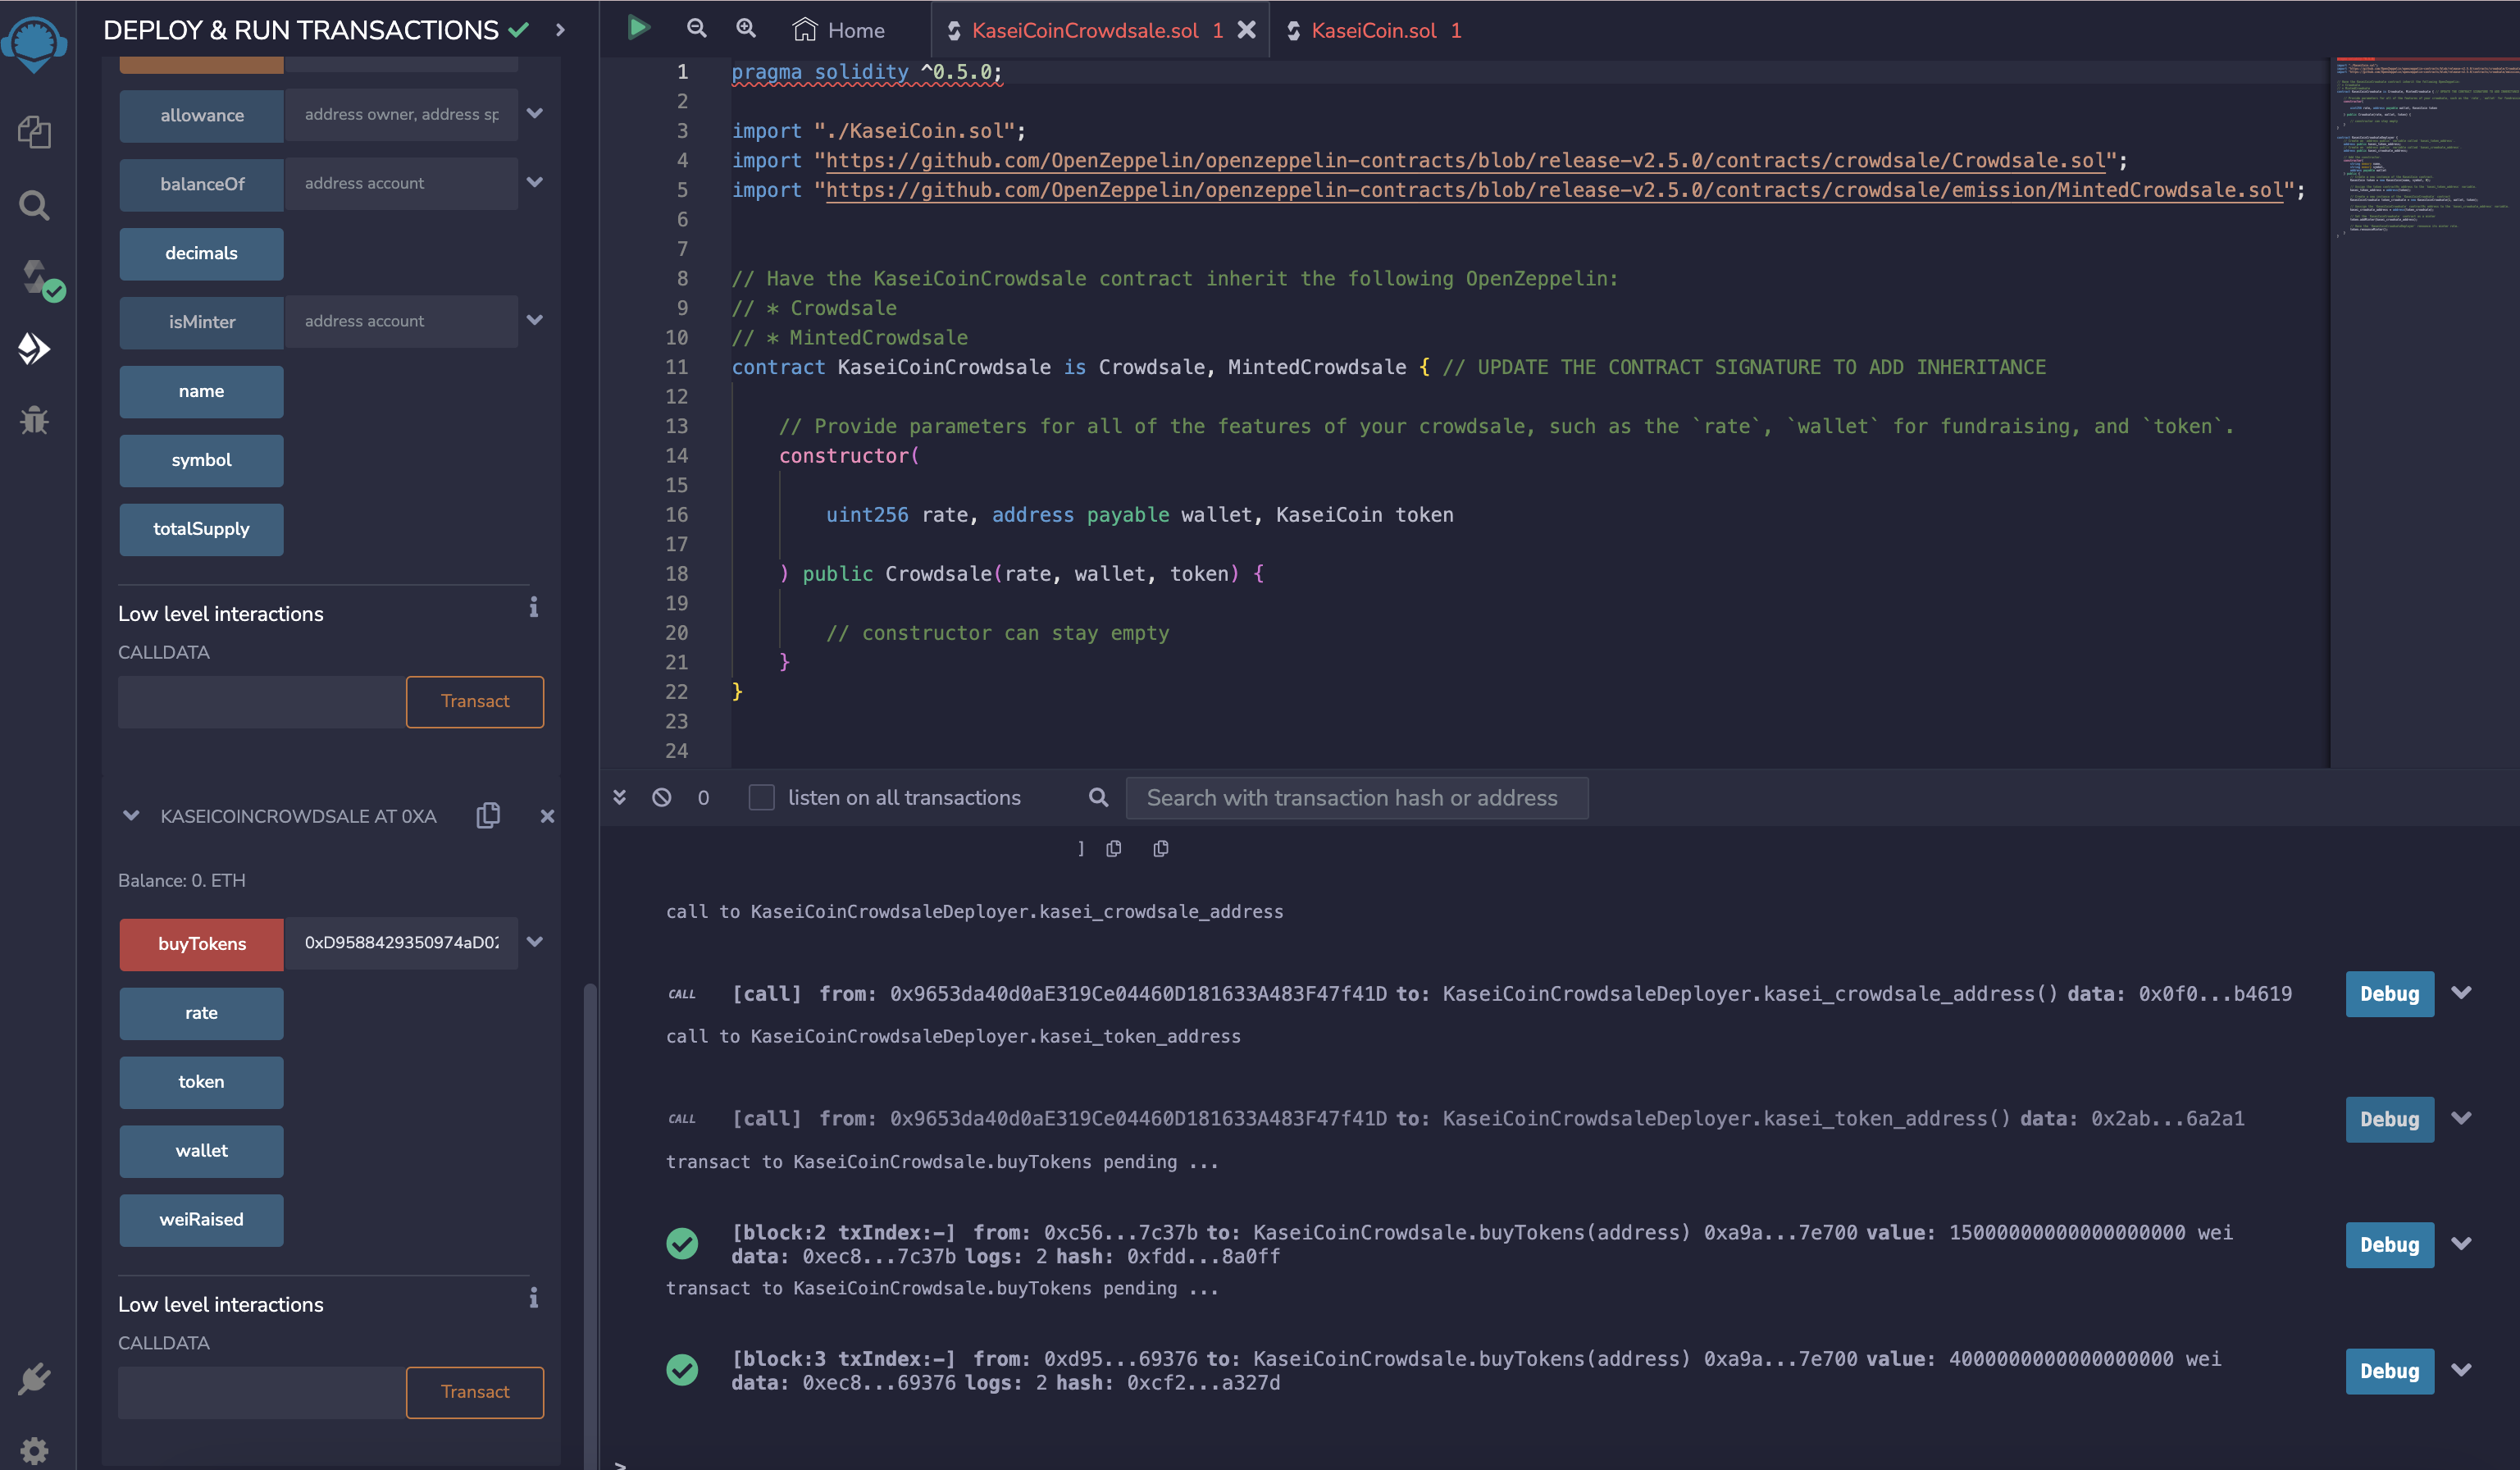 DEPLOY & RUN TRANSACTIONS
allowance address owner, address sp
balanceOf address account
decimals
isMinter address account
name
symbol
totalSupply
Low level interactions
CALLDATA
Transact
KASEICOINCROWDSALE AT 0XA
Balance: 0. ETH
buyTokens 0xD9588429350974aD02
rate
token
wallet
weiRaised
Low level interactions
CALLDATA
Transact
Home
KaseiCoinCrowdsale.sol 1
KaseiCoin.sol 1
1 pragma solidity ^0.5.0;
2
3 import "./KaseiCoin.sol";
4 import "https://github.com/OpenZeppelin/openzeppelin-contracts/blob/release-v2.5.0/contracts/crowdsale/Crowdsale.sol";
5 import "https://github.com/OpenZeppelin/openzeppelin-contracts/blob/release-v2.5.0/contracts/crowdsale/emission/MintedCrowdsale.sol";
6
7
8 // Have the KaseiCoinCrowdsale contract inherit the following OpenZeppelin:
9 // * Crowdsale
10 // * MintedCrowdsale
11 contract KaseiCoinCrowdsale is Crowdsale, MintedCrowdsale { // UPDATE THE CONTRACT SIGNATURE TO ADD INHERITANCE
12
13 // Provide parameters for all of the features of your crowdsale, such as the `rate`, `wallet` for fundraising, and `token`.
14 constructor(
15
16 uint256 rate, address payable wallet, KaseiCoin token
17
18 ) public Crowdsale(rate, wallet, token) {
19
20 // constructor can stay empty
21 }
22 }
23
24
0 listen on all transactions Search with transaction hash or address
]
call to KaseiCoinCrowdsaleDeployer.kasei_crowdsale_address
CALL [call] from: 0x9653da40d0aE319Ce04460D181633A483F47f41D to: KaseiCoinCrowdsaleDeployer.kasei_crowdsale_address() data: 0x0f0...b4619 Debug
call to KaseiCoinCrowdsaleDeployer.kasei_token_address
CALL [call] from: 0x9653da40d0aE319Ce04460D181633A483F47f41D to: KaseiCoinCrowdsaleDeployer.kasei_token_address() data: 0x2ab...6a2a1 Debug
transact to KaseiCoinCrowdsale.buyTokens pending ...
[block:2 txIndex:-] from: 0xc56...7c37b to: KaseiCoinCrowdsale.buyTokens(address) 0xa9a...7e700 value: 15000000000000000000 wei Debug
data: 0xec8...7c37b logs: 2 hash: 0xfdd...8a0ff
transact to KaseiCoinCrowdsale.buyTokens pending ...
[block:3 txIndex:-] from: 0xd95...69376 to: KaseiCoinCrowdsale.buyTokens(address) 0xa9a...7e700 value: 4000000000000000000 wei Debug
data: 0xec8...69376 logs: 2 hash: 0xcf2...a327d
>